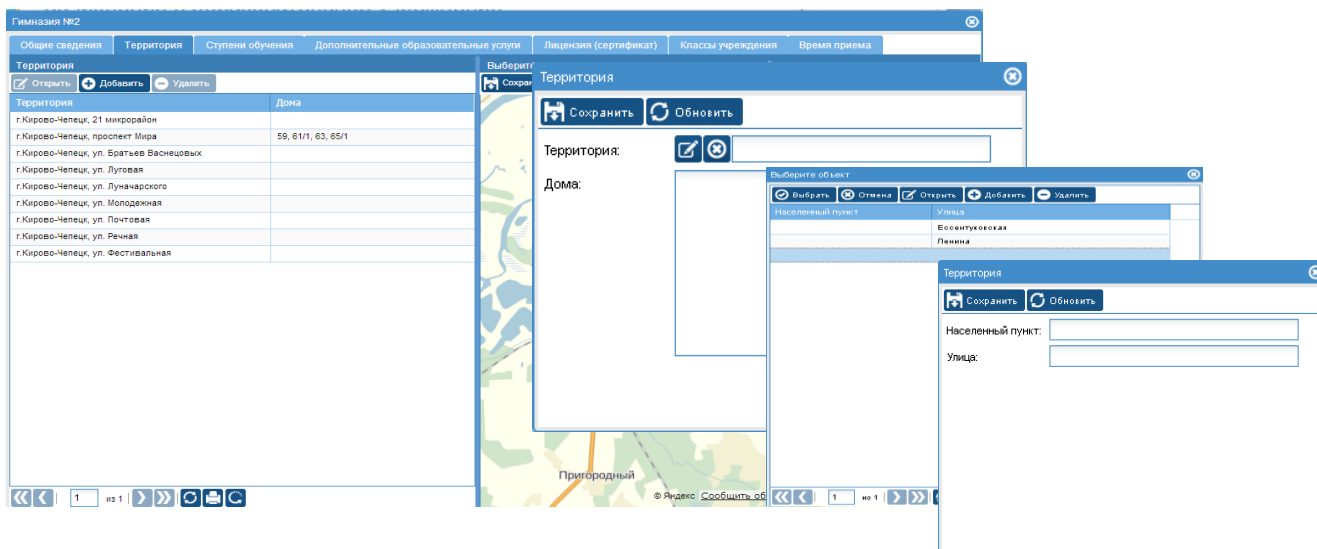 Гимназия №2
Общие сведения Территория Ступени обучения Дополнительные образовательные услуги Лицензия (сертификат) Классы учреждения Время приема
Территория
Открыть Добавить Удалить
Территория Дома
г.Кирово-Чепецк, 21 микрорайон
г.Кирово-Чепецк, проспект Мира 59, 61/1, 63, 65/1
г.Кирово-Чепецк, ул. Братьев Васнецовых
г.Кирово-Чепецк, ул. Луговая
г.Кирово-Чепецк, ул. Луначарского
г.Кирово-Чепецк, ул. Молодежная
г.Кирово-Чепецк, ул. Почтовая
г.Кирово-Чепецк, ул. Речная
г.Кирово-Чепецк, ул. Фестивальная
1 из 1
Выберите
Сохран
Пригородный
© Яндекс Сообщить об
Территория
Сохранить Обновить
Территория:
Дома:
Выберите объект
Выбрать Отмена Открыть Добавить Удалить
Населенный пункт Улица
Ессентуковская
Ленина
1 из 1
Территория
Сохранить Обновить
Населенный пункт:
Улица: